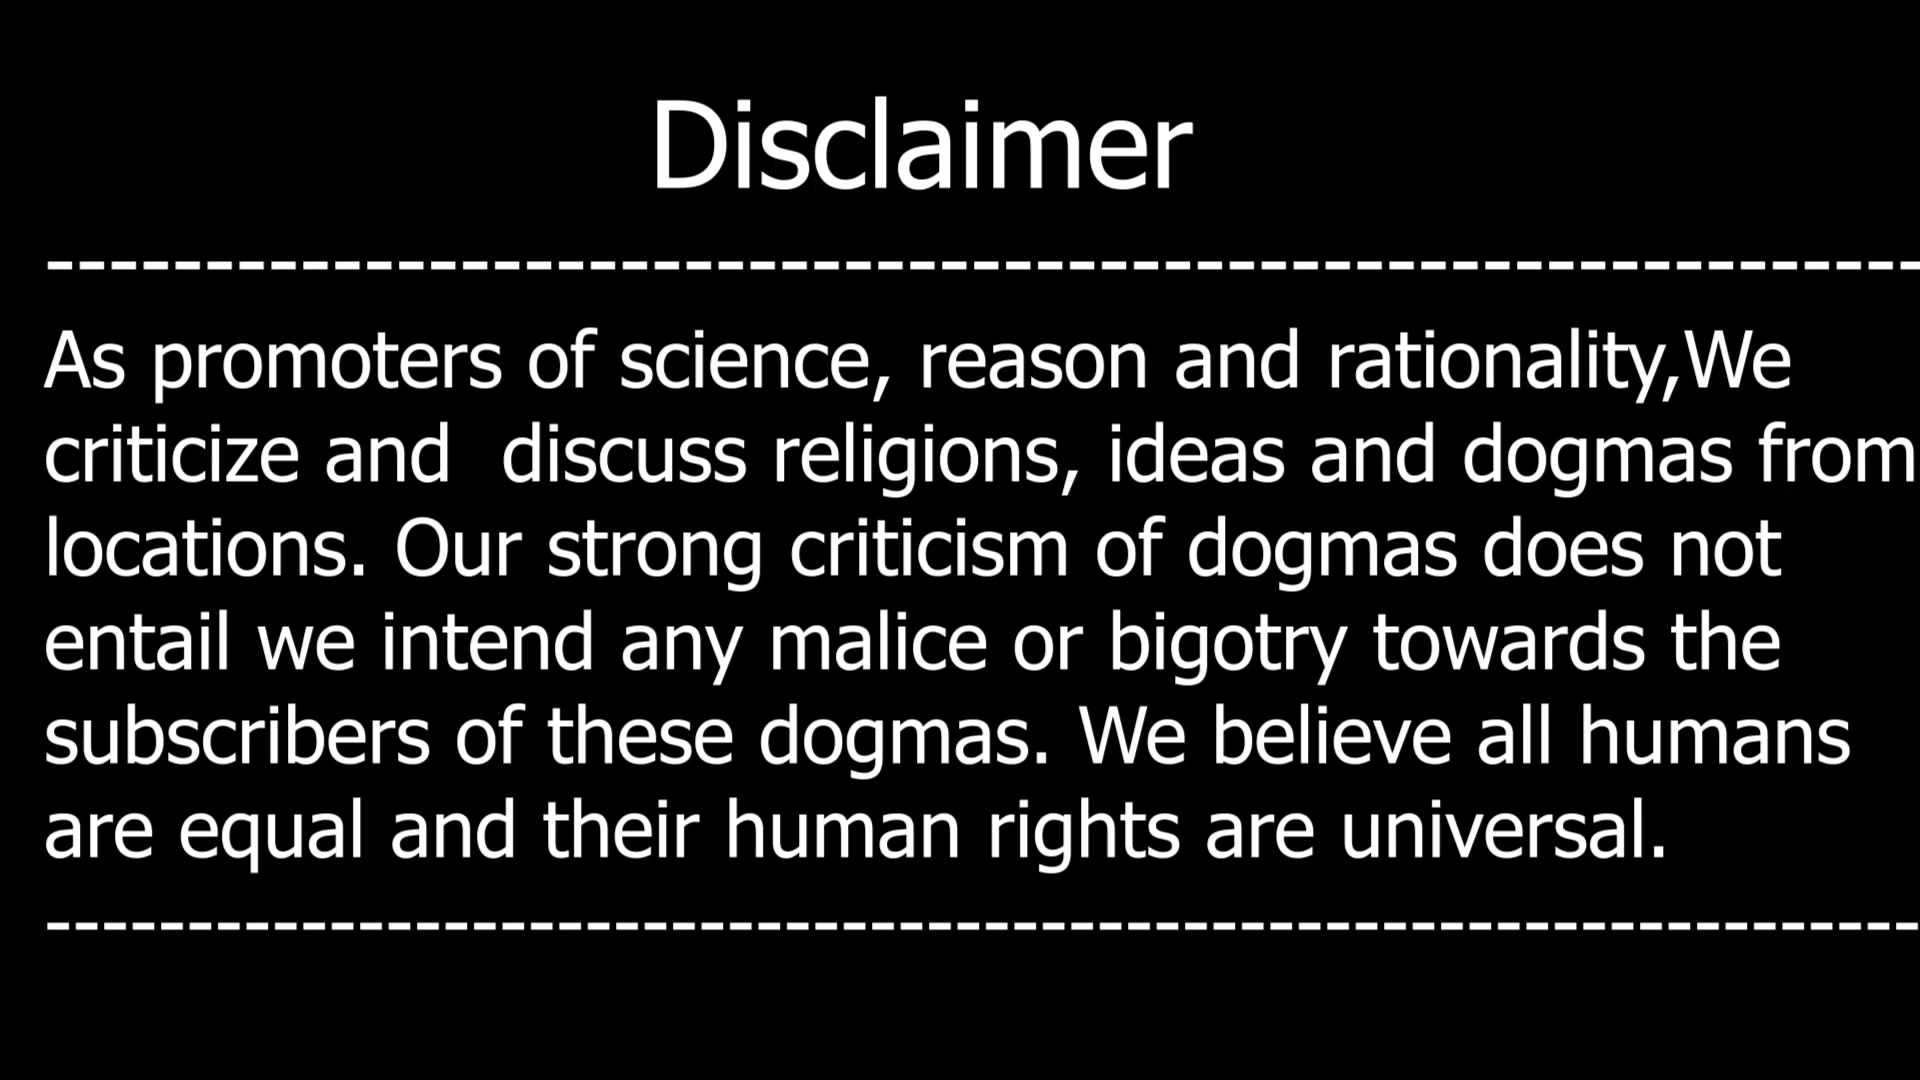 Disclaimer
------------------------------------------------------------
As promoters of science, reason and rationality,We
criticize and  discuss religions, ideas and dogmas from
locations. Our strong criticism of dogmas does not
entail we intend any malice or bigotry towards the
subscribers of these dogmas. We believe all humans
are equal and their human rights are universal.
------------------------------------------------------------------